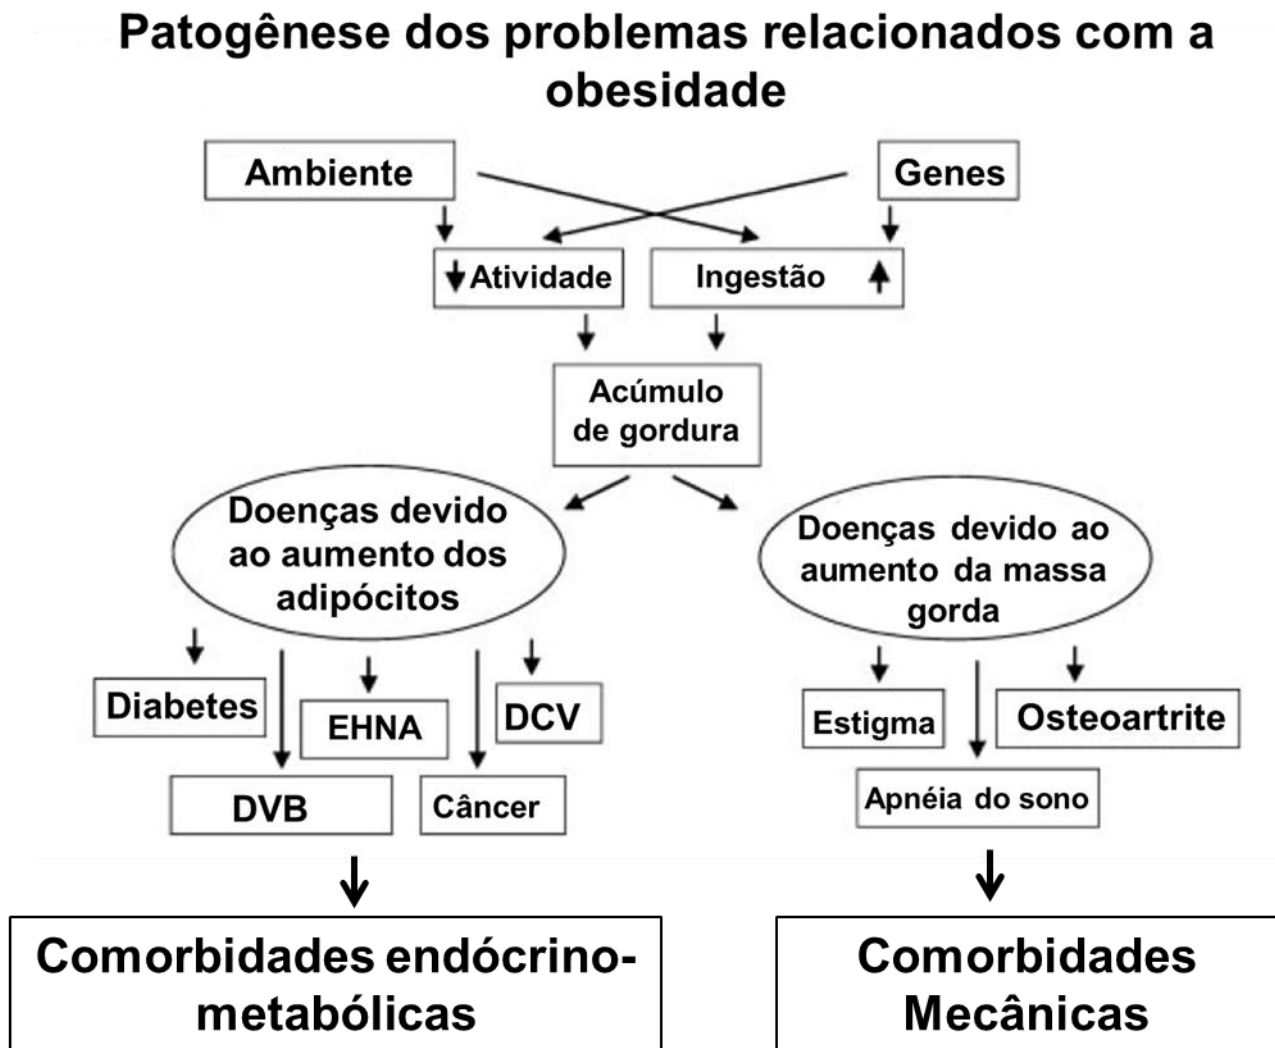 Patogênese dos problemas relacionados com a
obesidade
Ambiente
Genes
Atividade
Ingestão
Acúmulo
de gordura
Doenças devido
ao aumento dos
adipócitos
Doenças devido ao
aumento da massa
gorda
Diabetes
EHNA
DCV
DVB
Câncer
Estigma
Osteoartrite
Apnéia do sono
Comorbidades endócrino-
metabólicas
Comorbidades
Mecânicas